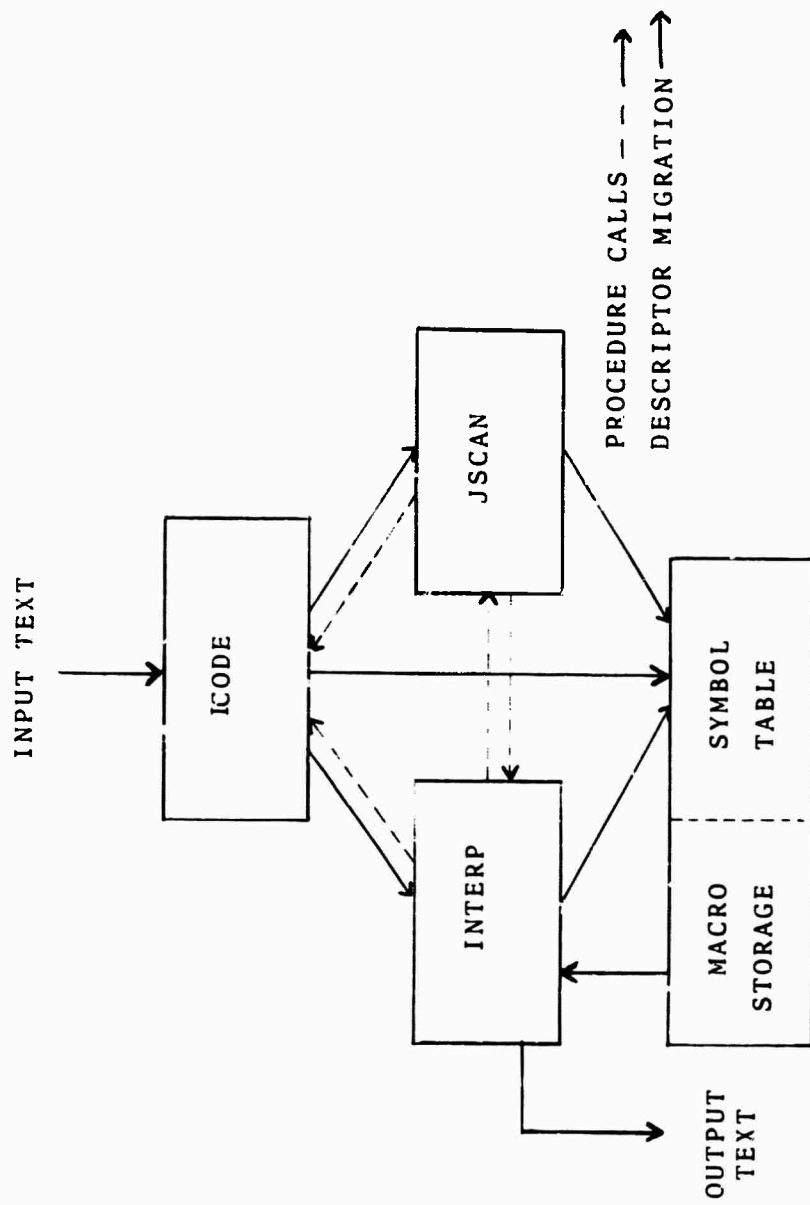 INPUT TEXT
ICODE
INTERP
JSCAN
MACRO
STORAGE
SYMBOL
TABLE
OUTPUT
TEXT
PROCEDURE CALLS
DESCRIPTOR MIGRATION